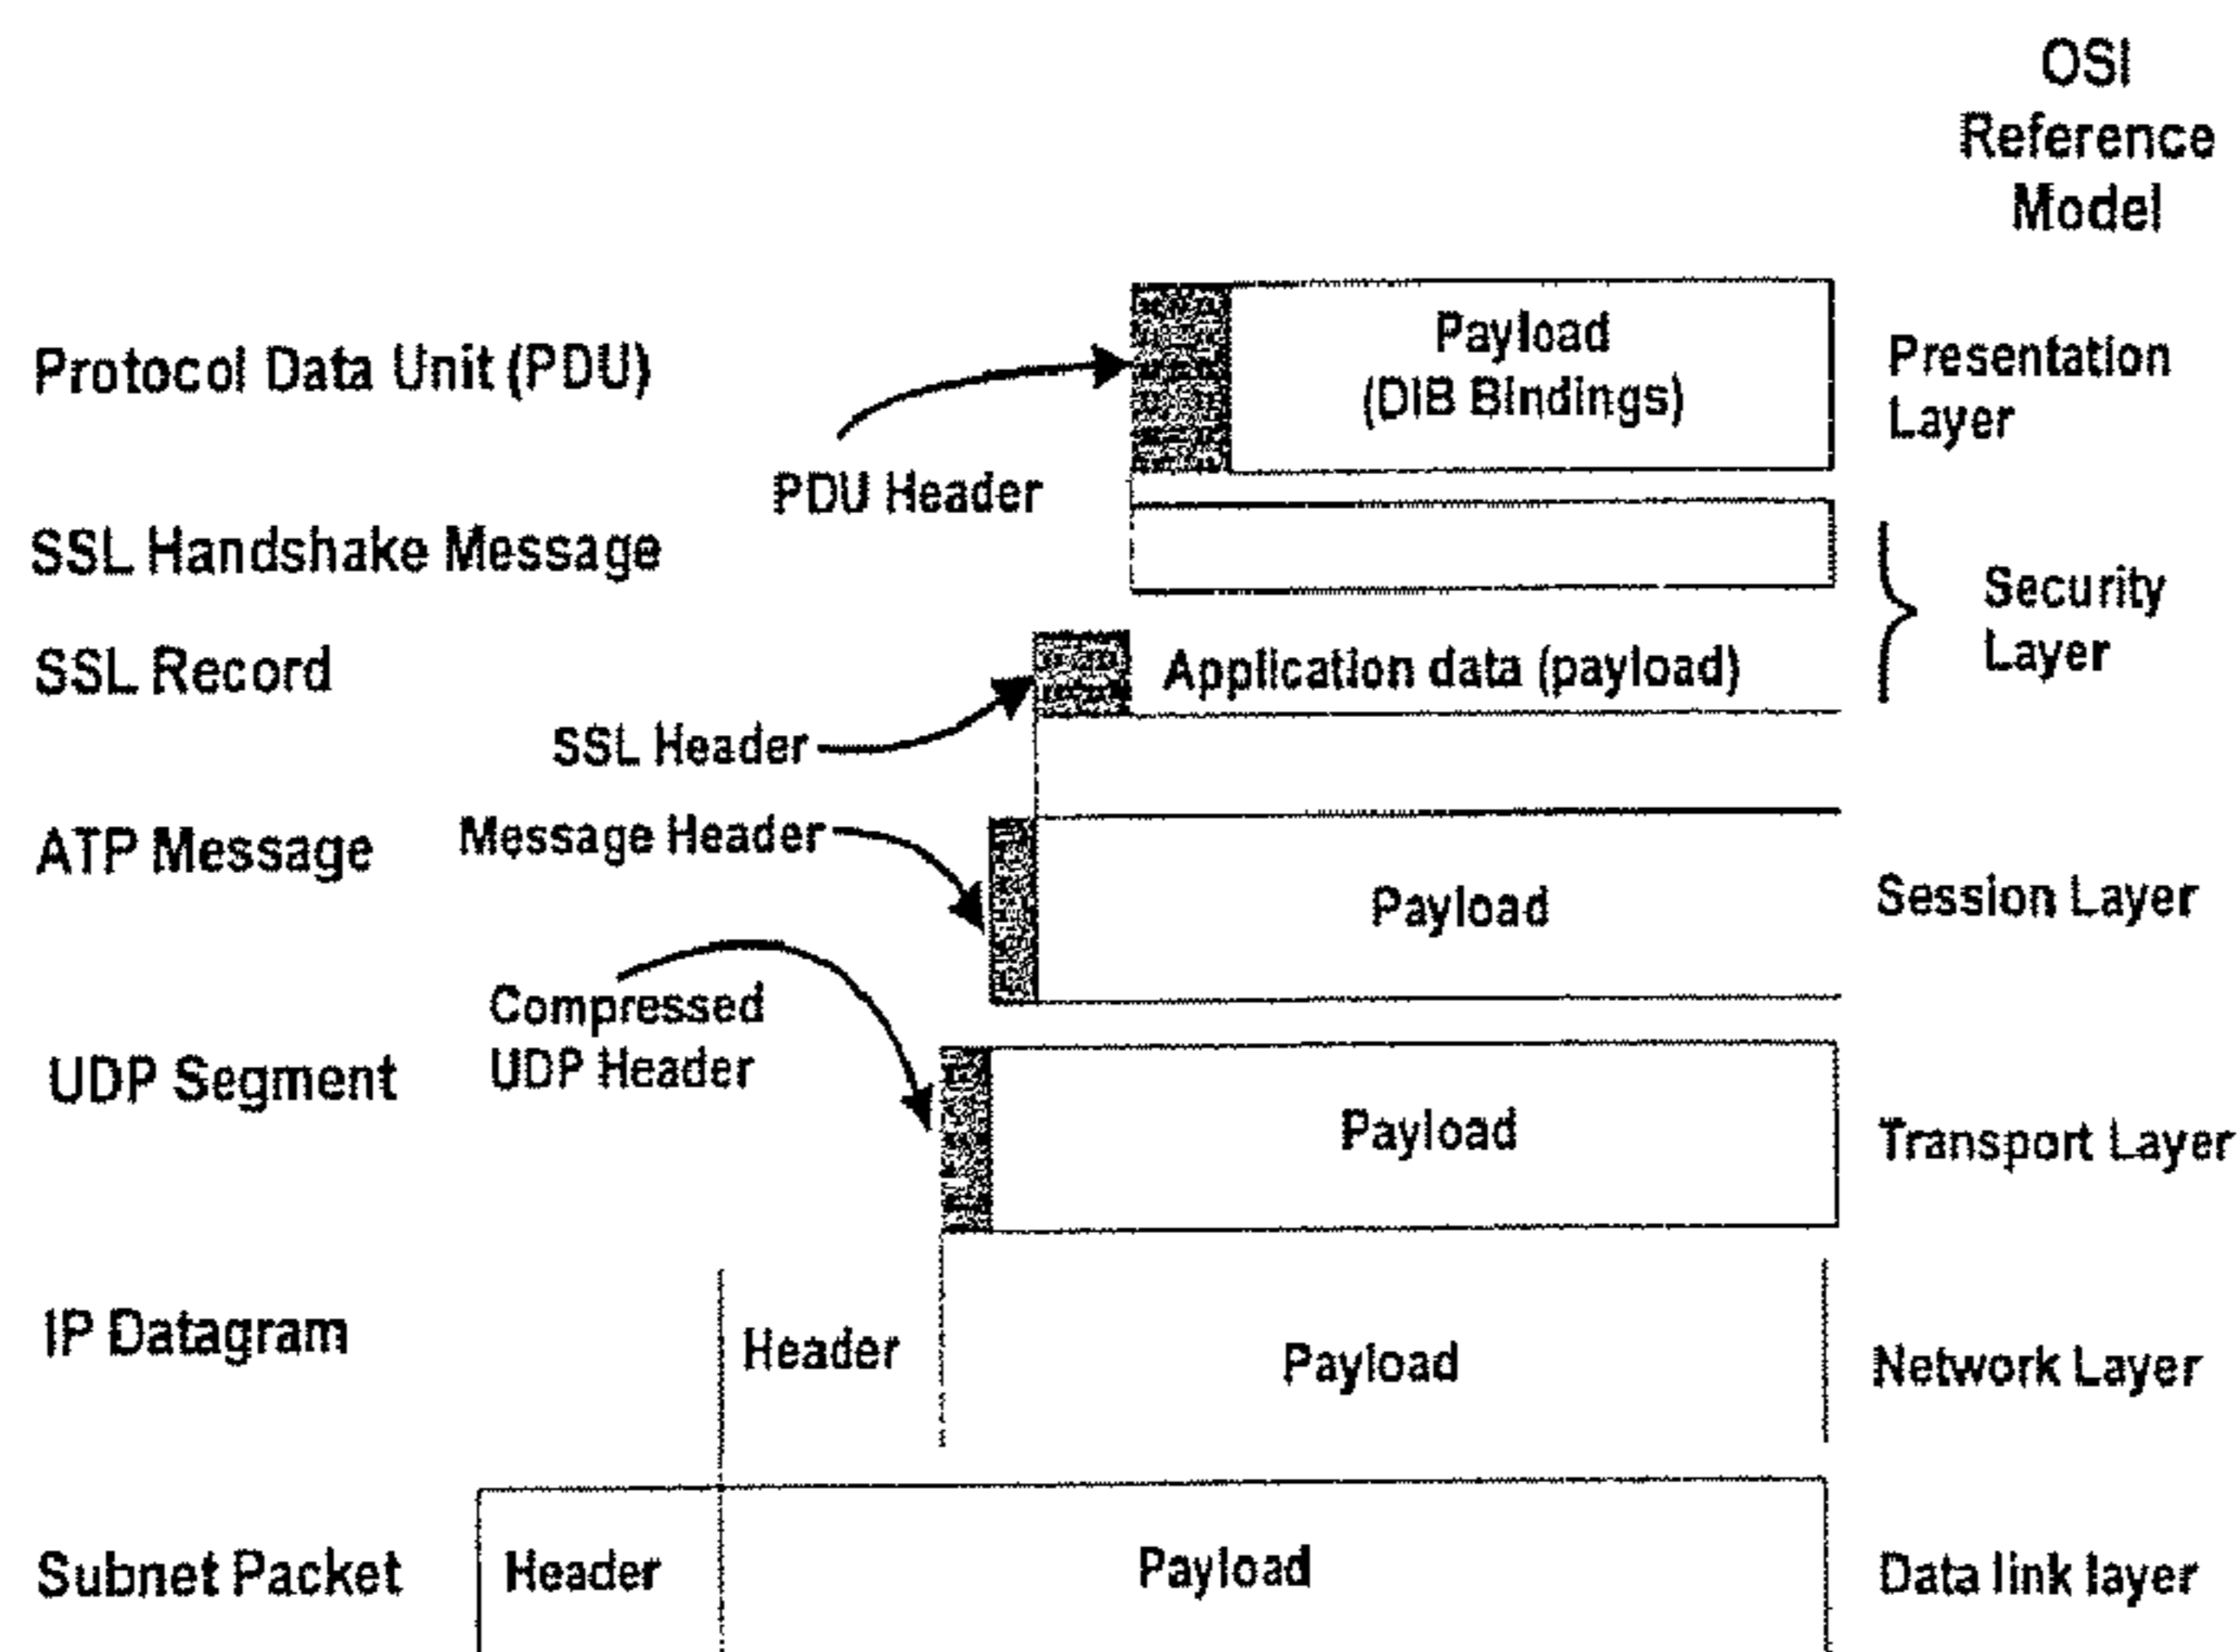 OSI
Reference
Model
Protocol Data Unit (PDU)
PDU Header
Payload
(DIB Bindings)
Presentation
Layer
SSL Handshake Message
Security
Layer
SSL Record
SSL Header
Application data (payload)
ATP Message
Message Header
Payload
Session Layer
UDP Segment
Compressed
UDP Header
Payload
Transport Layer
IP Datagram
Header
Payload
Network Layer
Subnet Packet
Header
Payload
Data link layer